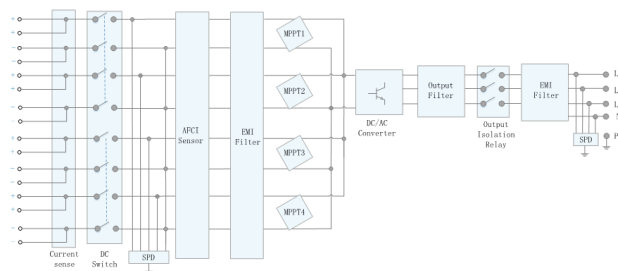 +
+
-
-
+
+
-
-
+
+
-
-
+
+
-
-
MPPT1
MPPT2
MPPT3
MPPT4
AFCI
Sensor
EMI
Filter
DC/AC
Converter
Output
Filter
Output
Isolation
Relay
EMI
Filter
L
L
L
SPD
P
Current
sense
DC
Switch
SPD